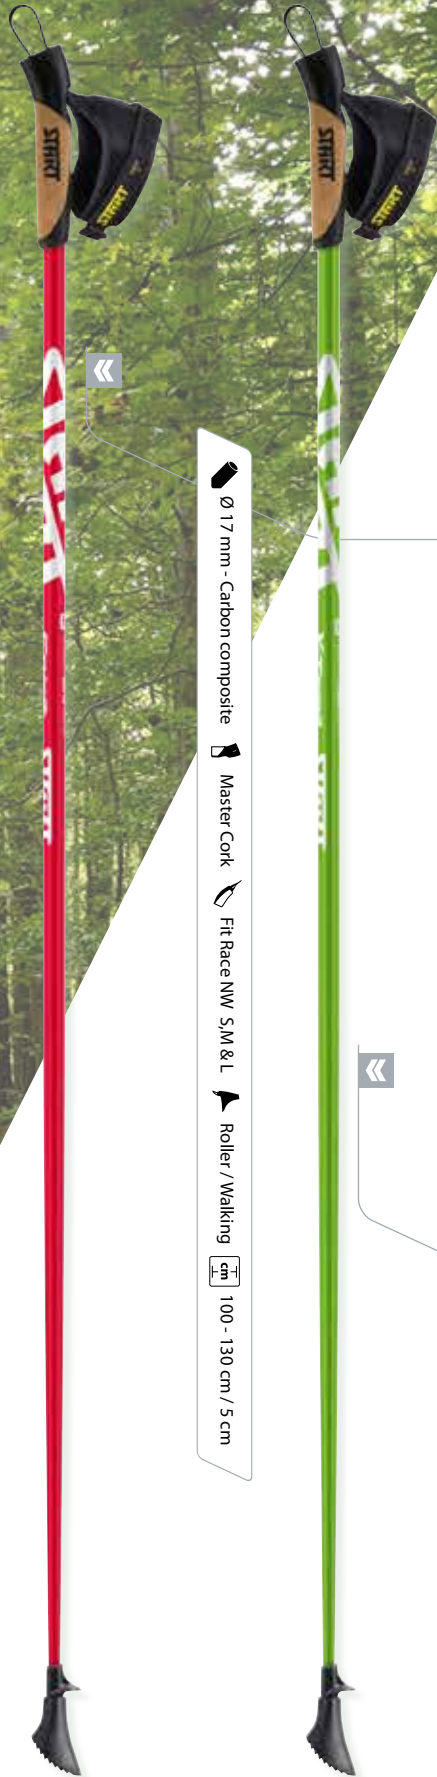 START
START
START
START
Ø 17 mm - Carbon composite Master Cork Fit Race NW S,M & L Roller / Walking cm 100 - 130 cm / 5 cm